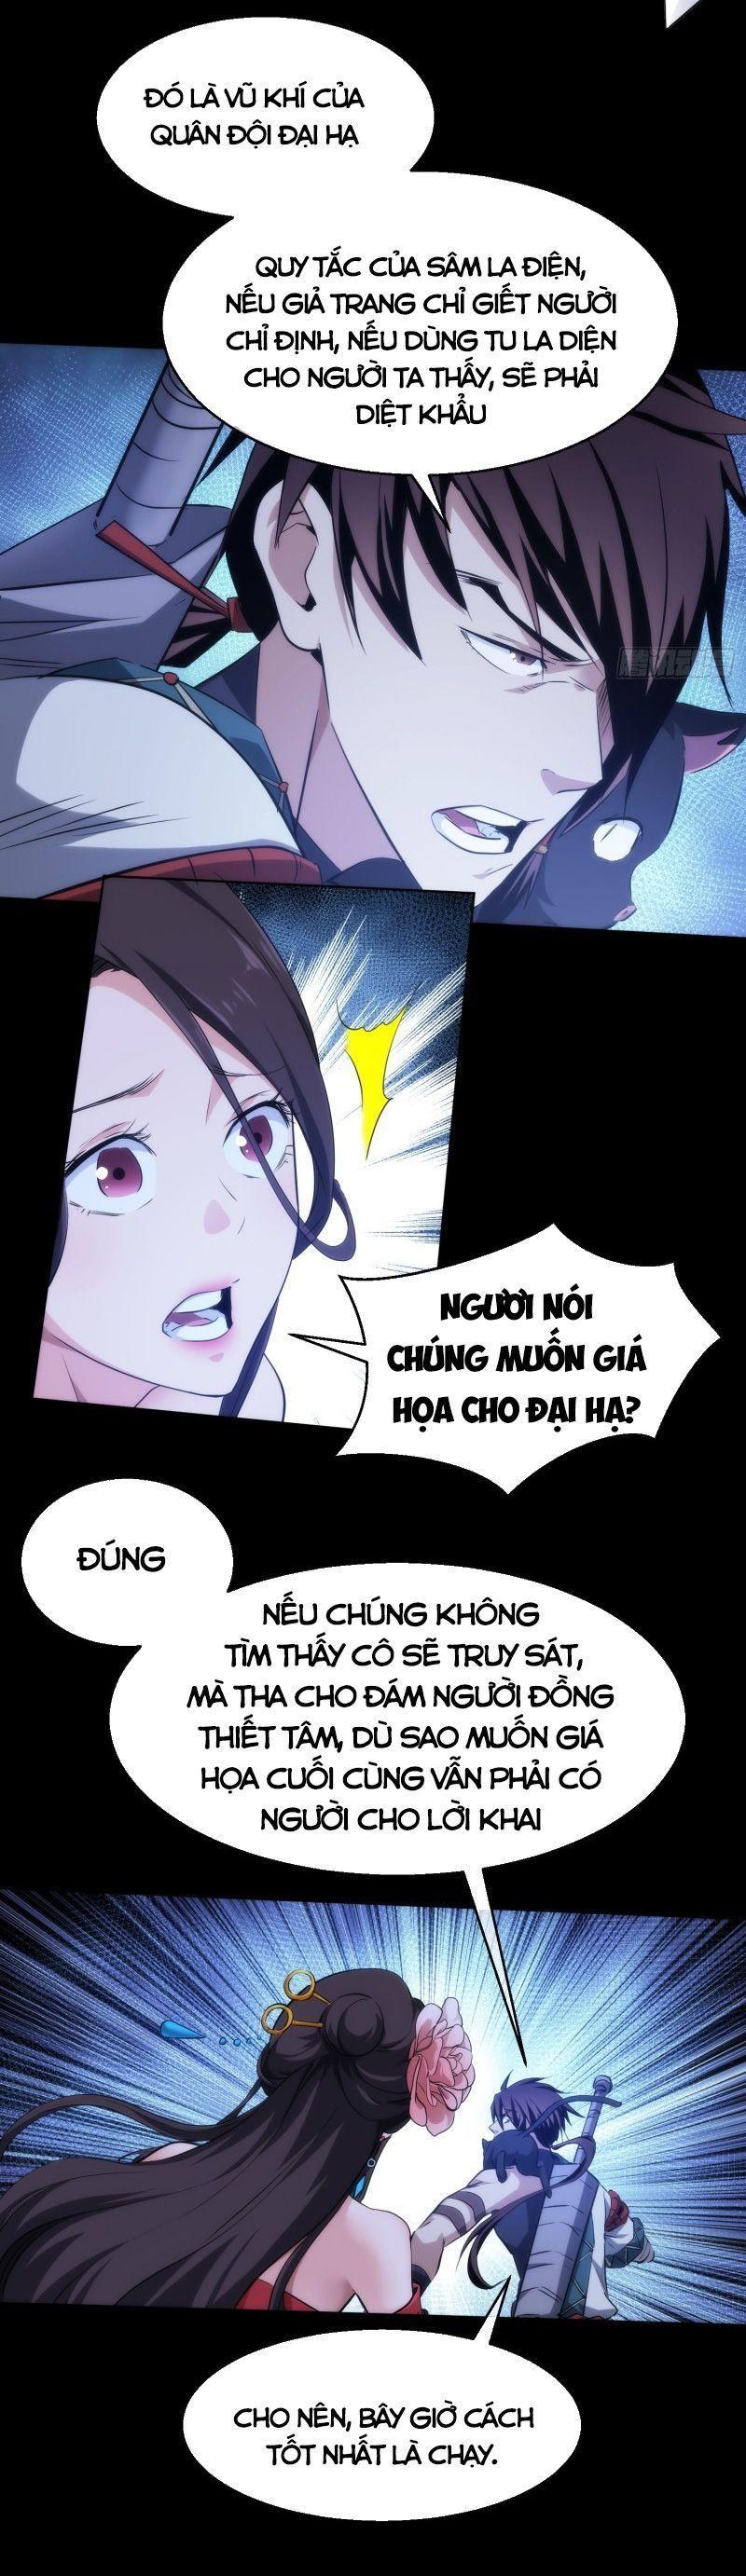 ĐÓ LÀ VŨ KHÍ CỦA
QUÂN ĐỘI ĐẠI HẠ
QUY TẮC CỦA SÂM LA ĐIỆN,
NẾU GIẢ TRANG CHỈ GIẾT NGƯỜI
CHỈ ĐỊNH, NẾU DÙNG TU LA DIỆN
CHO NGƯỜI TA THẤY, SẼ PHẢI
DIỆT KHẨU
NGƯƠI NÓI
CHÚNG MUỐN GIÁ
HỌA CHO ĐẠI HẠ?
ĐÚNG
NẾU CHÚNG KHÔNG
TÌM THẤY CÔ SẼ TRUY SÁT,
MÀ THA CHO ĐÁM NGƯỜI ĐỒNG
THIẾT TÂM, DÙ SAO MUỐN GIÁ
HỌA CUỐI CÙNG VẪN PHẢI CÓ
NGƯỜI CHO LỜI KHAI
CHO NÊN, BÂY GIỜ CÁCH
TỐT NHẤT LÀ CHẠY.